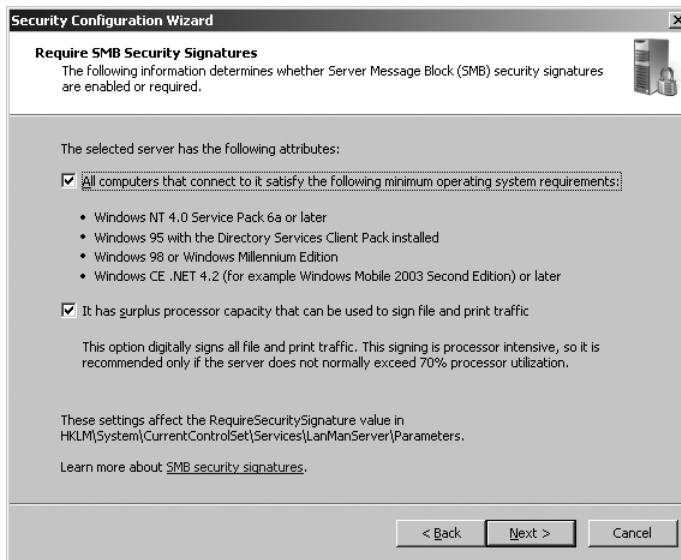 Security Configuration Wizard
Require SMB Security Signatures
The following information determines whether Server Message Block (SMB) security signatures
are enabled or required.
The selected server has the following attributes:
All computers that connect to it satisfy the following minimum operating system requirements:
• Windows NT 4.0 Service Pack 6a or later
• Windows 95 with the Directory Services Client Pack installed
• Windows 98 or Windows Millennium Edition
• Windows CE .NET 4.2 (for example Windows Mobile 2003 Second Edition) or later
It has surplus processor capacity that can be used to sign file and print traffic
This option digitally signs all file and print traffic. This signing is processor intensive, so it is
recommended only if the server does not normally exceed 70% processor utilization.
These settings affect the RequireSecuritySignature value in
HKLM\System\CurrentControlSet\Services\LanManServer\Parameters.
Learn more about SMB security signatures.
< Back Next > Cancel